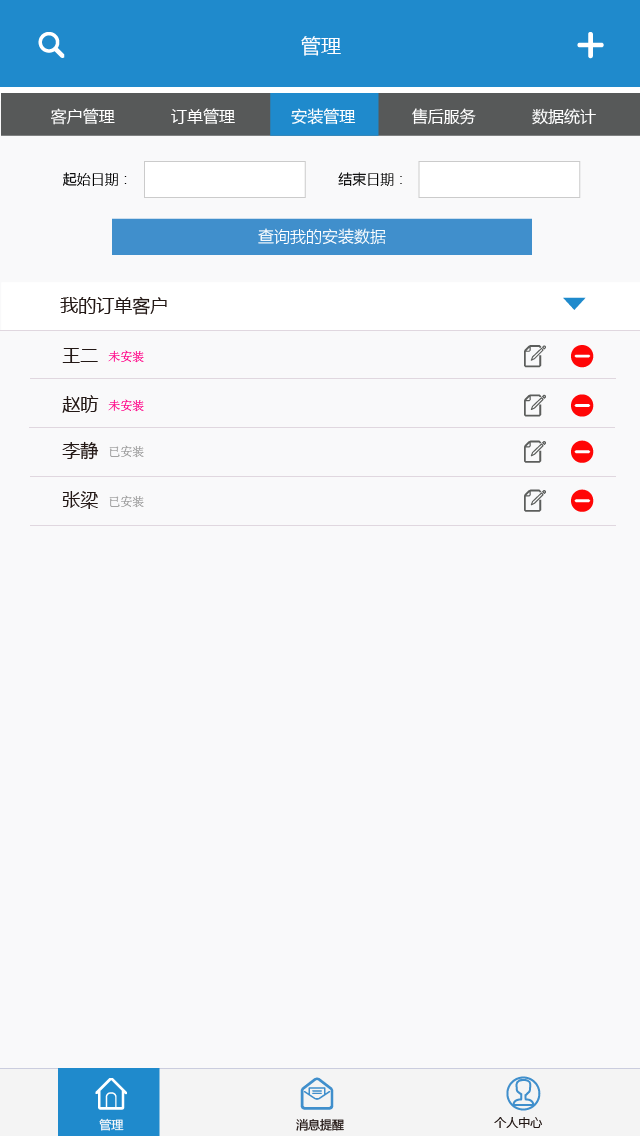 管理
客户管理 订单管理 安装管理 售后服务 数据统计
起始日期： 结束日期：
查询我的安装数据
我的订单客户
王二 未安装
赵昉 未安装
李静 已安装
张梁 已安装
管理 消息提醒 个人中心